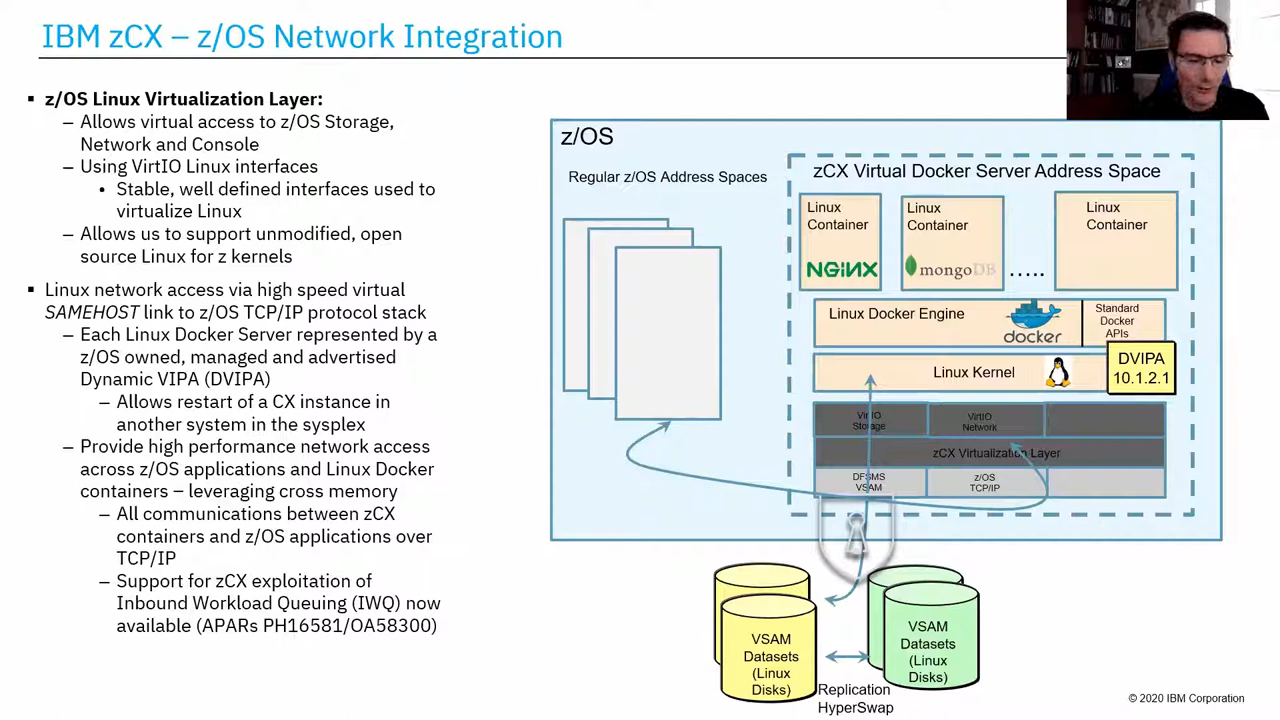 IBM zCX – z/OS Network Integration
▪ z/OS Linux Virtualization Layer:
– Allows virtual access to z/OS Storage,
Network and Console
– Using VirtIO Linux interfaces
• Stable, well defined interfaces used to
virtualize Linux
– Allows us to support unmodified, open
source Linux for z kernels
▪ Linux network access via high speed virtual
SAMEHOST link to z/OS TCP/IP protocol stack
– Each Linux Docker Server represented by a
z/OS owned, managed and advertised
Dynamic VIPA (DVIPA)
– Allows restart of a CX instance in
another system in the sysplex
– Provide high performance network access
across z/OS applications and Linux Docker
containers – leveraging cross memory
– All communications between zCX
containers and z/OS applications over
TCP/IP
– Support for zCX exploitation of
Inbound Workload Queuing (IWQ) now
available (APARs PH16581/OA58300)
z/OS
Regular z/OS Address Spaces
zCX Virtual Docker Server Address Space
Linux
Container
NGINX
Linux
Container
mongoDB
.....
Linux
Container
Linux Docker Engine
docker
Standard
Docker
APIs
Linux Kernel
DVIPA
10.1.2.1
VirtIO
Storage
VirtIO
Network
zCX Virtualization Layer
DFSMS
VSAM
z/OS
TCP/IP
VSAM
Datasets
(Linux
Disks)
VSAM
Datasets
(Linux
Disks)
Replication
HyperSwap
© 2020 IBM Corporation